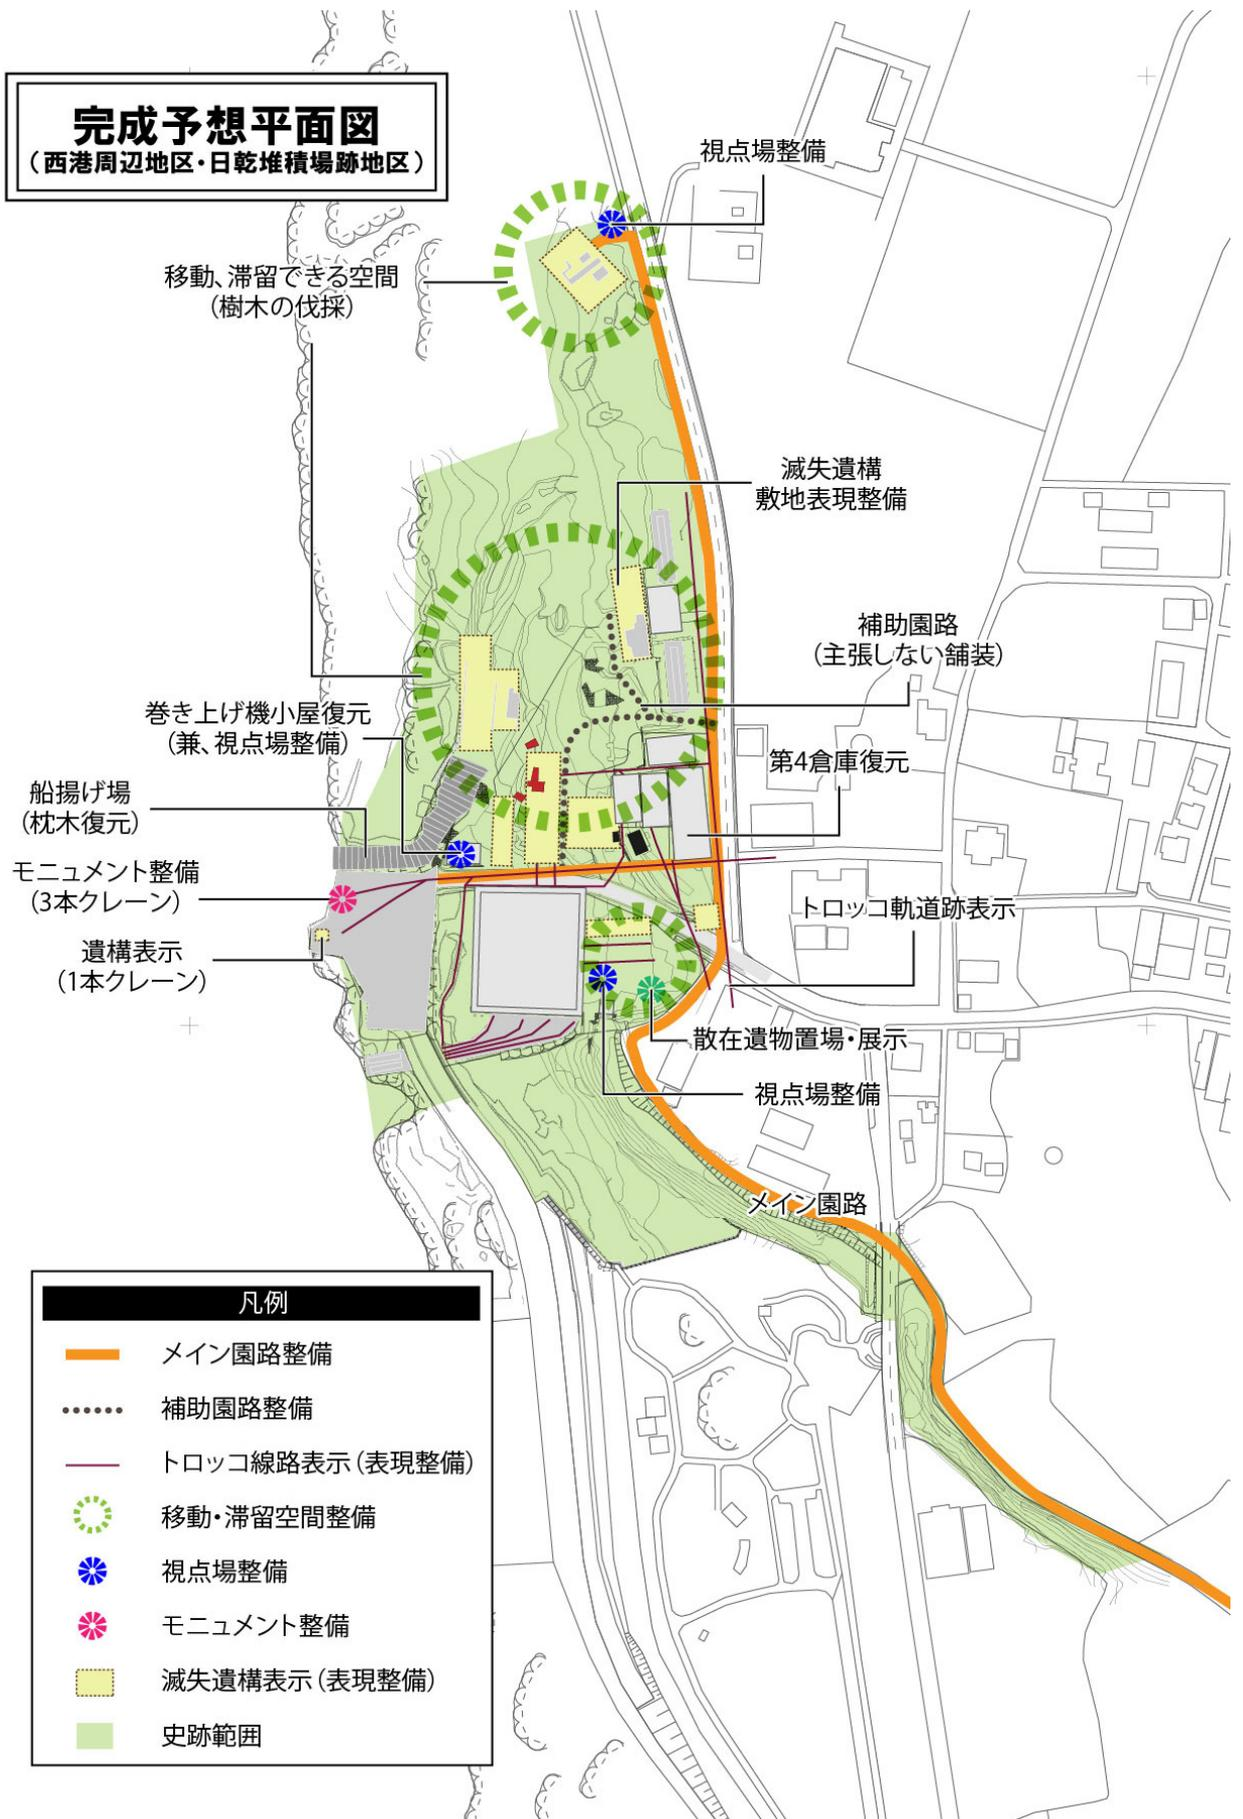 完成予想平面図
(西港周辺地区・日乾堆積場跡地区)
視点場整備
移動、滞留できる空間
(樹木の伐採)
滅失遺構
敷地表現整備
補助園路
(主張しない舗装)
巻き上げ機小屋復元
(兼、視点場整備)
第4倉庫復元
船揚げ場
(枕木復元)
モニュメント整備
(3本クレーン)
トロッコ軌道跡表示
遺構表示
(1本クレーン)
散在遺物置場・展示
視点場整備
メイン園路
凡例
メイン園路整備
補助園路整備
トロッコ線路表示(表現整備)
移動・滞留空間整備
視点場整備
モニュメント整備
滅失遺構表示(表現整備)
史跡範囲